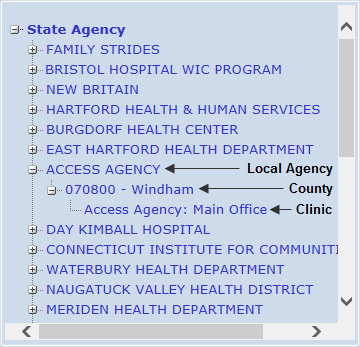 State Agency
FAMILY STRIDES
BRISTOL HOSPITAL WIC PROGRAM
NEW BRITAIN
HARTFORD HEALTH & HUMAN SERVICES
BURGDORF HEALTH CENTER
EAST HARTFORD HEALTH DEPARTMENT
ACCESS AGENCY Local Agency
070800 - Windham County
Access Agency: Main Office Clinic
DAY KIMBALL HOSPITAL
CONNECTICUT INSTITUTE FOR COMMUNITI
WATERBURY HEALTH DEPARTMENT
NAUGATUCK VALLEY HEALTH DISTRICT
MERIDEN HEALTH DEPARTMENT